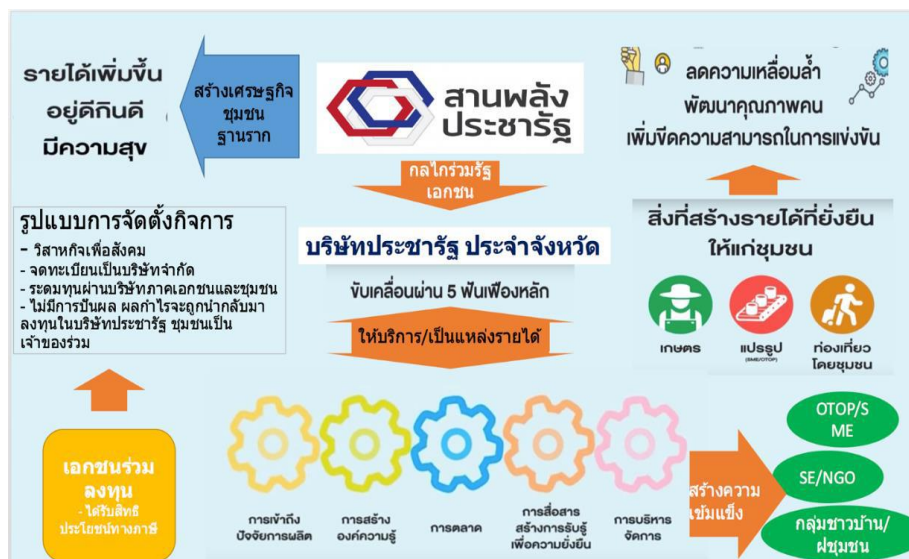 รายได้เพิ่มขึ้น
อยู่ดีกินดี
มีความสุข
สร้างเศรษฐกิจ
ชุมชน
ฐานราก
สานพลัง
ประชารัฐ
ลดความเหลื่อมล้ำ
พัฒนาคุณภาพคน
เพิ่มขีดความสามารถในการแข่งขัน
กลไกร่วมรัฐ
เอกชน
บริษัทประชารัฐ ประจำจังหวัด
ขับเคลื่อนผ่าน 5 ฟันเฟืองหลัก
ให้บริการ/เป็นแหล่งรายได้
รูปแบบการจัดตั้งกิจการ
- วิสาหกิจเพื่อสังคม
- จดทะเบียนเป็นบริษัทจำกัด
- ระดมทุนผ่านบริษัทภาคเอกชนและชุมชน
- ไม่มีการปันผล ผลกำไรจะถูกนำกลับมา
ลงทุนในบริษัทประชารัฐ ชุมชนเป็น
เจ้าของร่วม
สิ่งที่สร้างรายได้ที่ยั่งยืน
ให้แก่ชุมชน
เกษตร
แปรรูป
(SME/OTOP)
ท่องเที่ยว
โดยชุมชน
เอกชนร่วม
ลงทุน
- ได้รับสิทธิ
ประโยชน์ทางภาษี
การเข้าถึง
ปัจจัยการผลิต
การสร้าง
องค์ความรู้
การตลาด
การสื่อสาร
สร้างการรับรู้
เพื่อความยั่งยืน
การบริหาร
จัดการ
สร้างความ
เข้มแข็ง
OTOP/S
ME
SE/NGO
กลุ่มชาวบ้าน/
ฝชุมชน